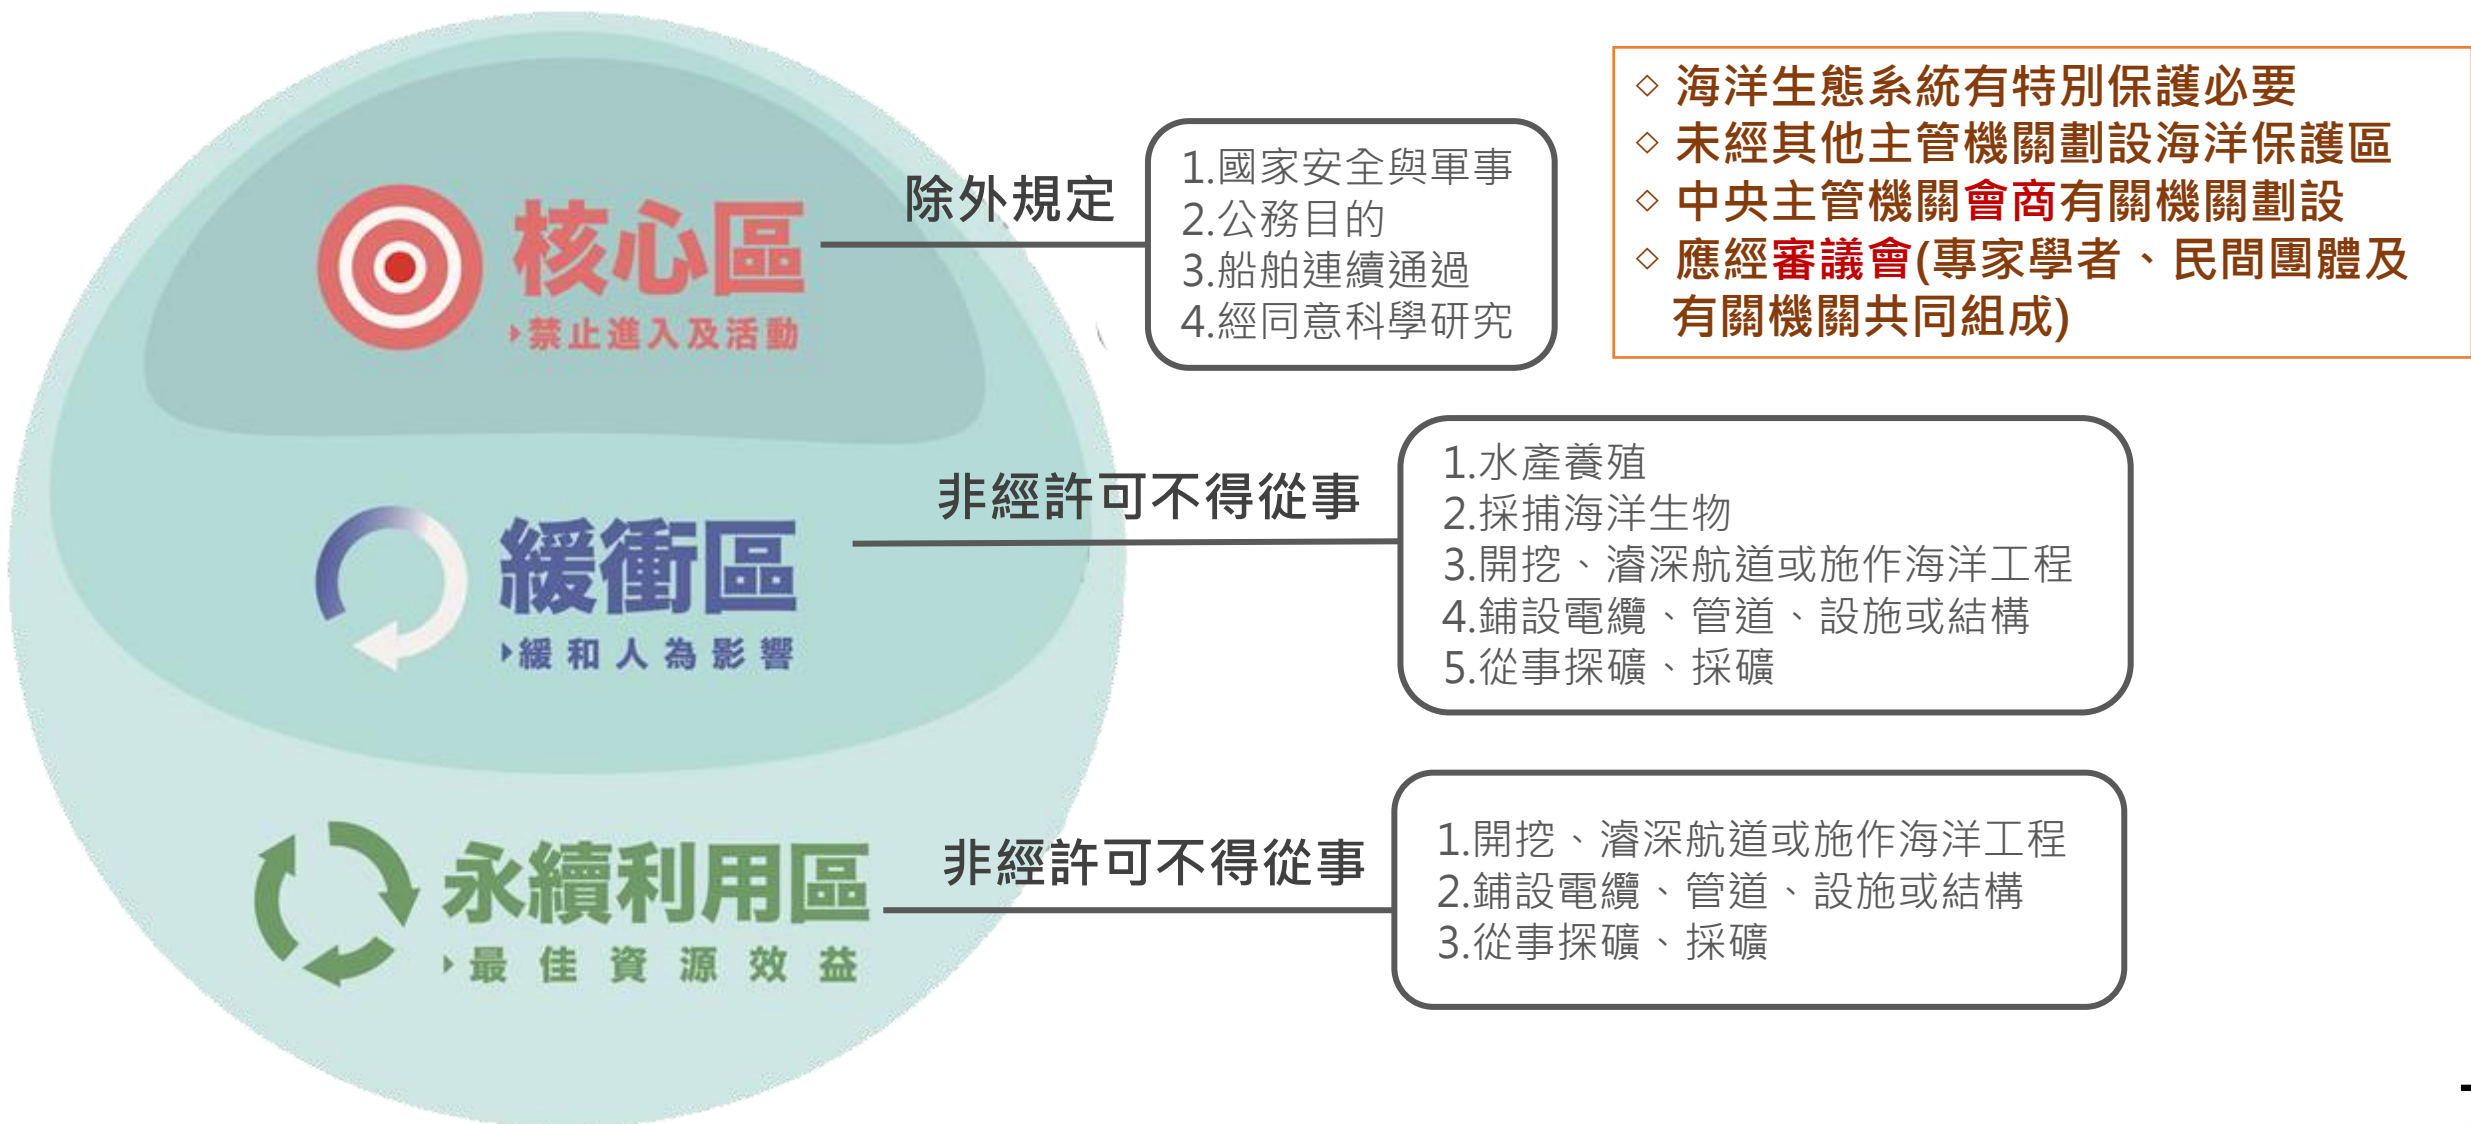 ◇ 海洋生態系統有特別保護必要
◇ 未經其他主管機關劃設海洋保護區
◇ 中央主管機關會商有關機關劃設
◇ 應經審議會(專家學者、民間團體及
有關機關共同組成)
核心區
禁止進入及活動
除外規定
1.國家安全與軍事
2.公務目的
3.船舶連續通過
4.經同意科學研究
緩衝區
緩和人為影響
非經許可不得從事
1.水產養殖
2.採捕海洋生物
3.開挖、濬深航道或施作海洋工程
4.鋪設電纜、管道、設施或結構
5.從事探礦、採礦
永續利用區
最佳資源效益
非經許可不得從事
1.開挖、濬深航道或施作海洋工程
2.鋪設電纜、管道、設施或結構
3.從事探礦、採礦